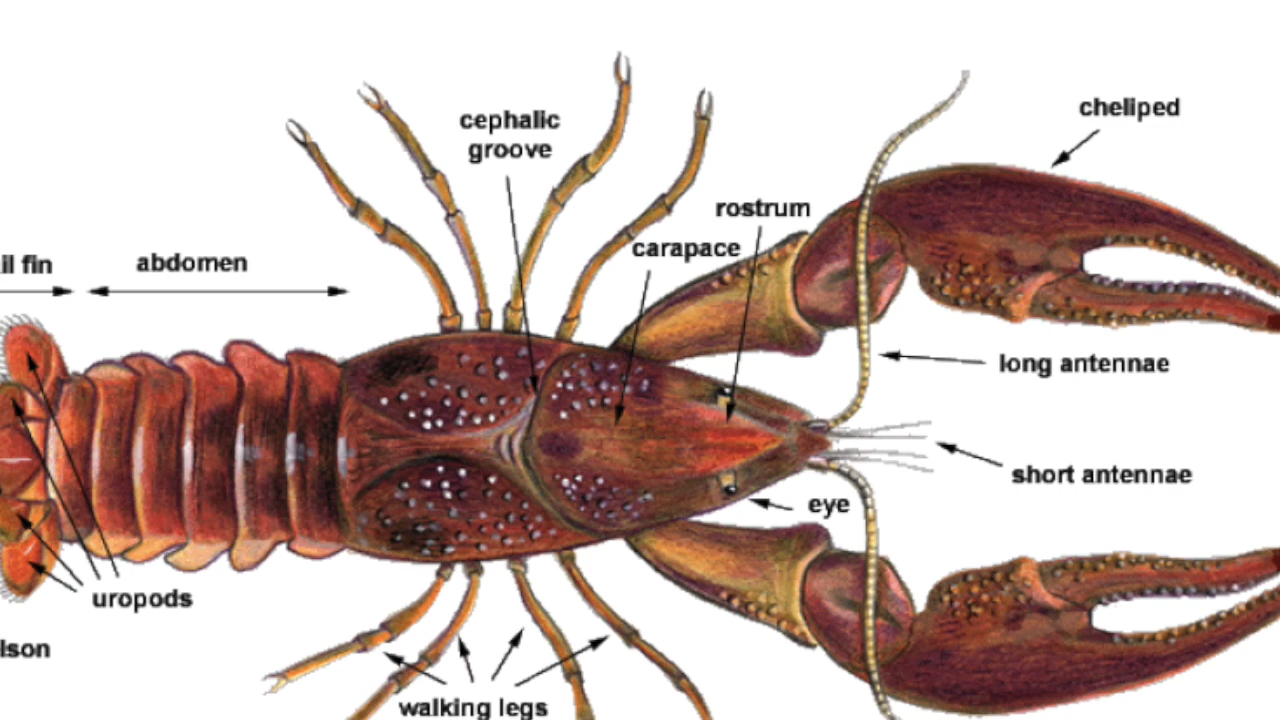 cheliped
cephalic
groove
rostrum
carapace
il fin
abdomen
long antennae
short antennae
eye
uropods
lson
walking legs